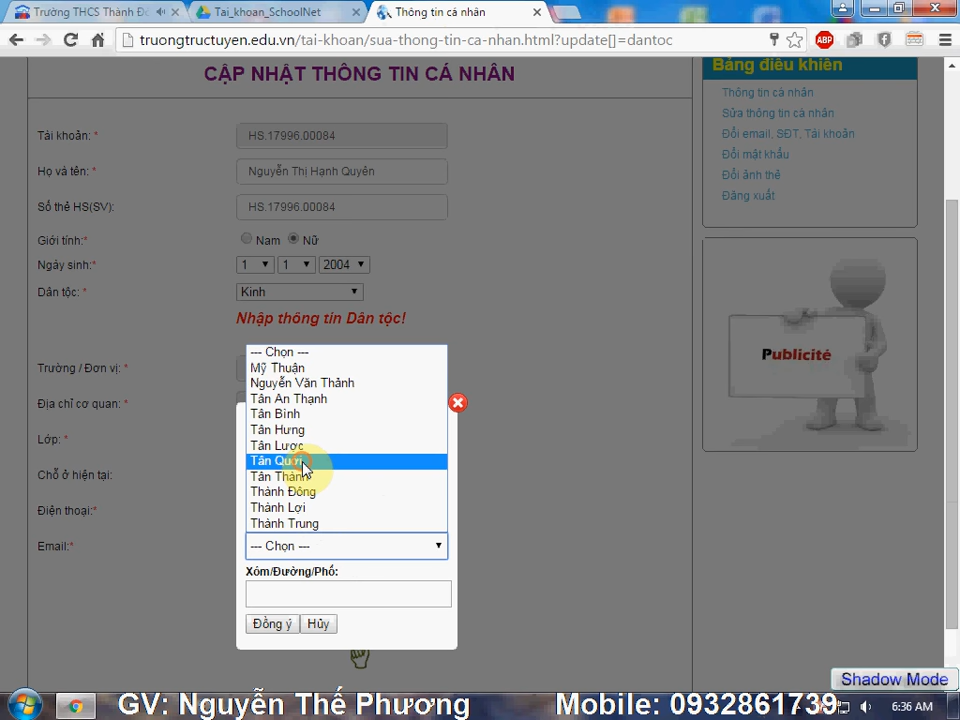 Trường THCS Thành Đ
Tai_khoan_SchoolNet
Thông tin cá nhân
truongtructuyen.edu.vn/tai-khoan/sua-thong-tin-ca-nhan.html?update[]=dantoc
ABP
CẬP NHẬT THÔNG TIN CÁ NHÂN
Tài khoản: *
HS.17996.00084
Họ và tên: *
Nguyễn Thị Hạnh Quyên
Số thẻ HS(SV):
HS.17996.00084
Giới tính:*
Nam
Nữ
Ngày sinh:*
1
1
2004
Dân tộc: *
Kinh
Nhập thông tin Dân tộc!
Trường / Đơn vị: *
Địa chỉ cơ quan: *
Lớp: *
Chỗ ở hiện tại:
Điện thoại:*
Email:*
--- Chọn ---
Mỹ Thuận
Nguyễn Văn Thảnh
Tân An Thạnh
Tân Bình
Tân Hưng
Tân Lược
Tân Quới
Tân Thành
Thành Đông
Thành Lợi
Thành Trung
--- Chọn ---
Xóm/Đường/Phố:
Đồng ý
Hủy
Bảng điều khiển
Thông tin cá nhân
Sửa thông tin cá nhân
Đổi email, SĐT, Tài khoản
Đổi mật khẩu
Đổi ảnh thẻ
Đăng xuất
Publicité
Shadow Mode
GV: Nguyễn Thế Phương
Mobile: 0932861739
6:36 AM